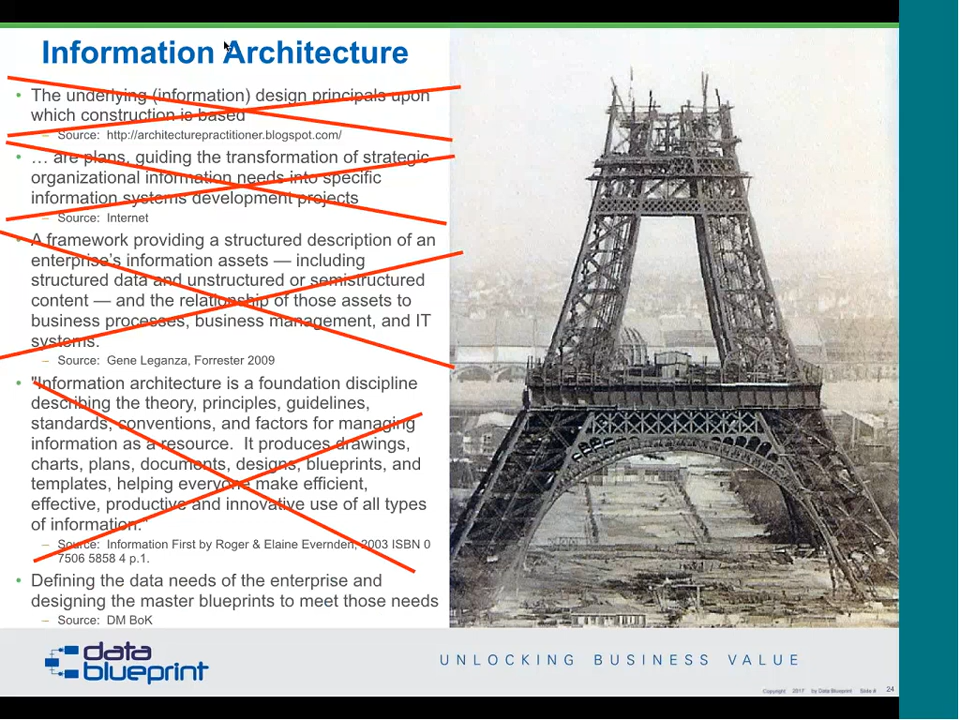 Information Architecture
• The underlying (information) design principals upon
which construction is based
– Source: http://architecturepractitioner.blogspot.com/
• … are plans, guiding the transformation of strategic
organizational information needs into specific
information systems development projects
– Source: Internet
• A framework providing a structured description of an
enterprise's information assets — including
structured data and unstructured or semistructured
content — and the relationship of those assets to
business processes, business management, and IT
systems.
– Source: Gene Leganza, Forrester 2009
• "Information architecture is a foundation discipline
describing the theory, principles, guidelines,
standards, conventions, and factors for managing
information as a resource. It produces drawings,
charts, plans, documents, designs, blueprints, and
templates, helping everyone make efficient,
effective, productive and innovative use of all types
of information."
– Source: Information First by Roger & Elaine Evernden, 2003 ISBN 0
7506 5858 4 p.1.
• Defining the data needs of the enterprise and
designing the master blueprints to meet those needs
– Source: DM BoK
data
blueprint
UNLOCKING BUSINESS VALUE
Copyright 2017 by Data Blueprint Slide # 24